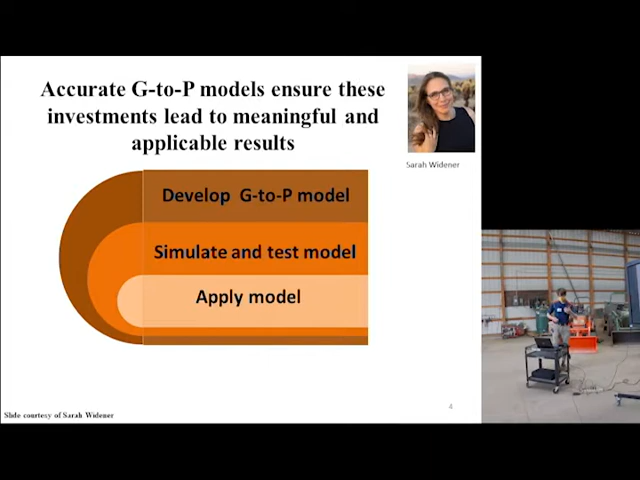 Accurate G-to-P models ensure these
investments lead to meaningful and
applicable results
Sarah Widener
Develop G-to-P model
Simulate and test model
Apply model
4
Slide courtesy of Sarah Widener